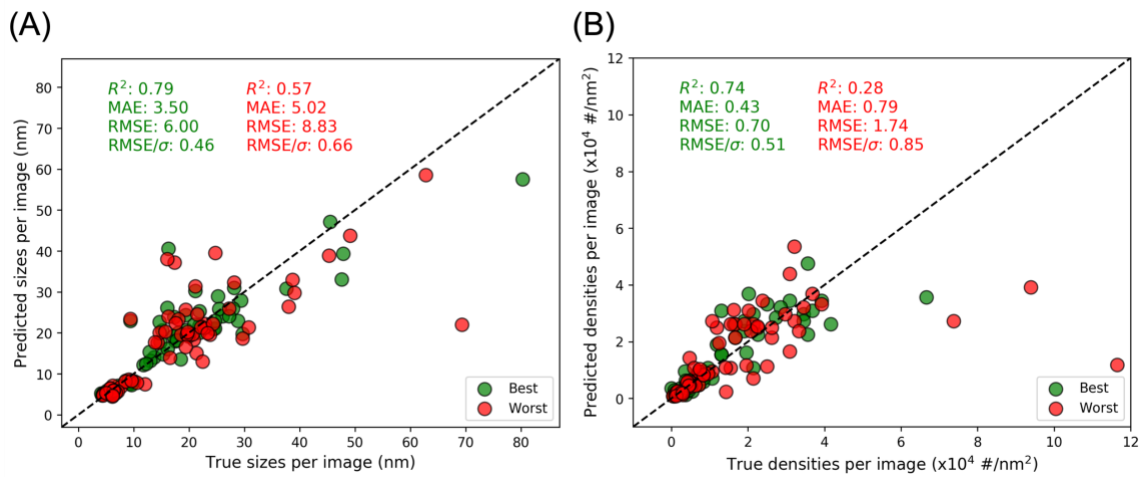 (A)
R²: 0.79
MAE: 3.50
RMSE: 6.00
RMSE/σ: 0.46
R²: 0.57
MAE: 5.02
RMSE: 8.83
RMSE/σ: 0.66
Predicted sizes per image (nm)
80
70
60
50
40
30
20
10
0
0 10 20 30 40 50 60 70 80
True sizes per image (nm)
Best
Worst
(B)
R²: 0.74
MAE: 0.43
RMSE: 0.70
RMSE/σ: 0.51
R²: 0.28
MAE: 0.79
RMSE: 1.74
RMSE/σ: 0.85
Predicted densities per image (x10⁴ #/nm²)
12
10
8
6
4
2
0
0 2 4 6 8 10 12
True densities per image (x10⁴ #/nm²)
Best
Worst